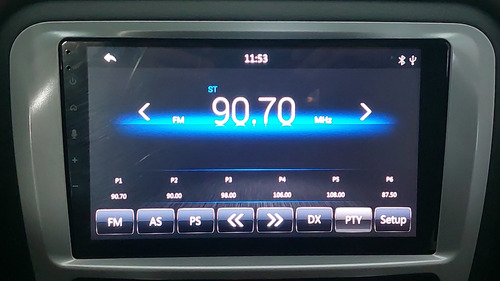 11:53
ST
FM 90.70 MHz
P1 P2 P3 P4 P5 P6
90.70 90.00 98.00 106.00 108.00 87.50
FM AS PS DX PTY Setup